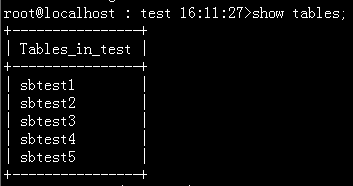 root@localhost : test 16:11:27>show tables;
+----------------+
| Tables_in_test |
+----------------+
| sbtest1        |
| sbtest2        |
| sbtest3        |
| sbtest4        |
| sbtest5        |
+----------------+